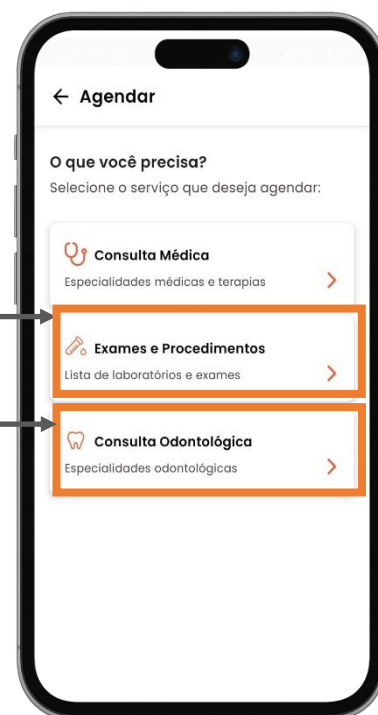 ← Agendar
O que você precisa?
Selecione o serviço que deseja agendar:
Consulta Médica
Especialidades médicas e terapias
Exames e Procedimentos
Lista de laboratórios e exames
Consulta Odontológica
Especialidades odontológicas